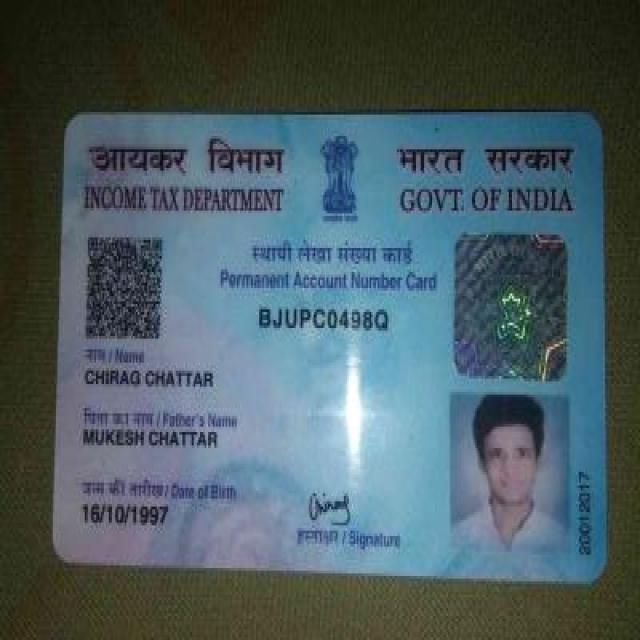 आयकर विभाग
INCOME TAX DEPARTMENT
भारत सरकार
GOVT. OF INDIA
स्थायी लेखा संख्या कार्ड
Permanent Account Number Card
BJUPC0498Q
नाम / Name
CHIRAG CHATTAR
पिता का नाम / Father's Name
MUKESH CHATTAR
जन्म की तारीख / Date of Birth
16/10/1997
Chirag
हस्ताक्षर / Signature
20012017